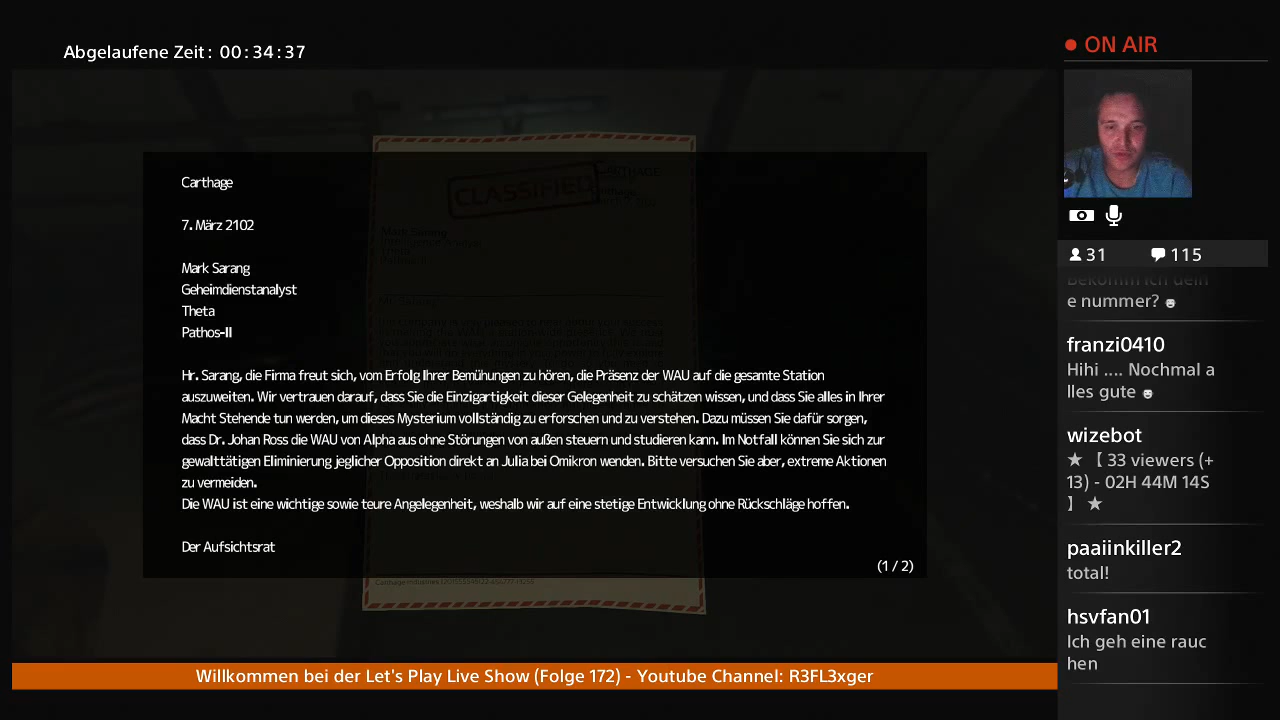 Abgelaufene Zeit: 00:34:37
ON AIR
CLASSIFIED
Carthage
7. März 2102
Mark Sarang
Geheimdienstanalyst
Theta
Pathos-II
Hr. Sarang, die Firma freut sich, vom Erfolg Ihrer Bemühungen zu hören, die Präsenz der WAU auf die gesamte Station
auszuweiten. Wir vertrauen darauf, dass Sie die Einzigartigkeit dieser Gelegenheit zu schätzen wissen, und dass Sie alles in Ihrer
Macht Stehende tun werden, um dieses Mysterium vollständig zu erforschen und zu verstehen. Dazu müssen Sie dafür sorgen,
dass Dr. Johan Ross die WAU von Alpha aus ohne Störungen von außen steuern und studieren kann. Im Notfall können Sie sich zur
gewalttätigen Eliminierung jeglicher Opposition direkt an Julia bei Omikron wenden. Bitte versuchen Sie aber, extreme Aktionen
zu vermeiden.
Die WAU ist eine wichtige sowie teure Angelegenheit, weshalb wir auf eine stetige Entwicklung ohne Rückschläge hoffen.
Der Aufsichtsrat
(1 / 2)
31 115
Bekomm ich dein
e nummer?
franzi0410
Hihi .... Nochmal a
lles gute
wizebot
★ 【 33 viewers (+
13) - 02H 44M 14S
】 ★
paaiinkiller2
total!
hsvfan01
Ich geh eine rauc
hen
Willkommen bei der Let's Play Live Show (Folge 172) - Youtube Channel: R3FL3xger